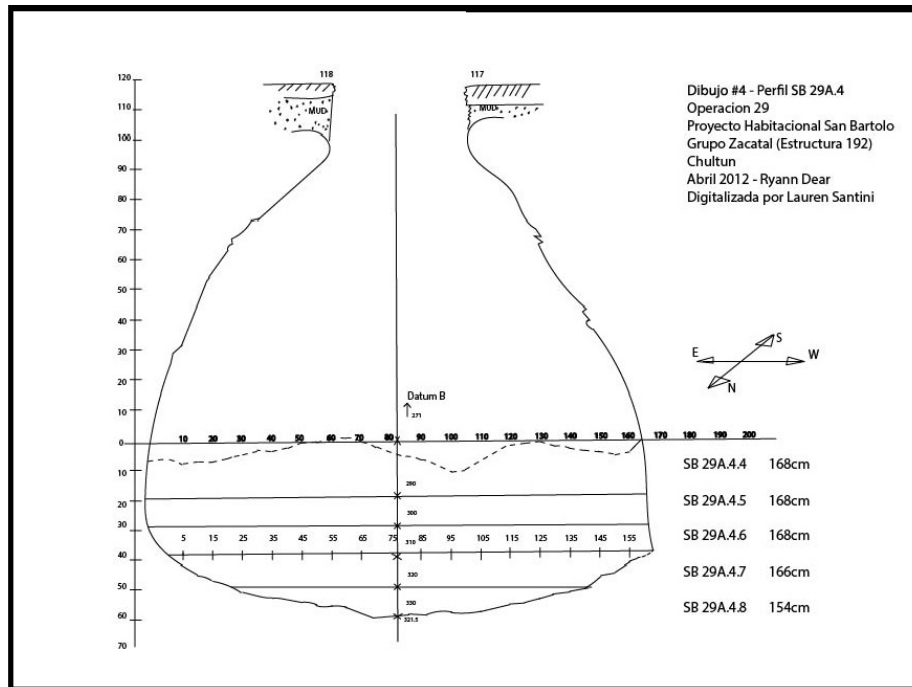 118 117
120
110
100
90
80
70
60
50
40
30
20
10
0
10
20
30
40
50
60
70
MUD
MUD
Dibujo #4 - Perfil SB 29A.4
Operacion 29
Proyecto Habitacional San Bartolo
Grupo Zacatal (Estructura 192)
Chultun
Abril 2012 - Ryann Dear
Digitalizada por Lauren Santini
S
E W
N
Datum B
271
10 20 30 40 50 60 70 80 90 100 110 120 130 140 150 160 170 180 190 200
290
300
5 15 25 35 45 55 65 75 85 95 105 115 125 135 145 155
310
320
330
321.5
SB 29A.4.4 168cm
SB 29A.4.5 168cm
SB 29A.4.6 168cm
SB 29A.4.7 166cm
SB 29A.4.8 154cm